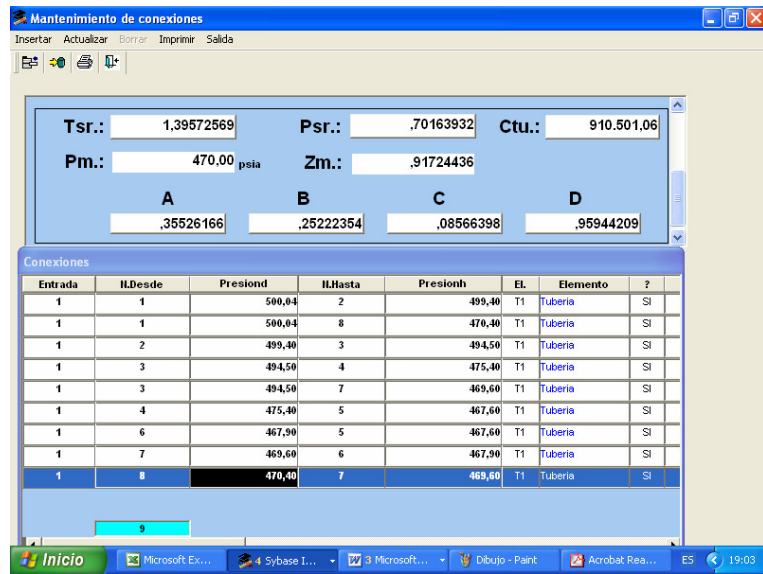 Mantenimiento de conexiones
Insertar Actualizar Borrar Imprimir Salida
Tsr.: 1,39572569 Psr.: ,70163932 Ctu.: 910.501,06
Pm.: 470,00 psia Zm.: ,91724436
A B C D
,35526166 ,25222354 ,08566398 ,95944209
Conexiones
Entrada N.Desde Presiond N.Hasta Presionh El. Elemento ?
1 1 500,04 2 499,40 T1 Tuberia SI
1 1 500,04 8 470,40 T1 Tuberia SI
1 2 499,40 3 494,50 T1 Tuberia SI
1 3 494,50 4 475,40 T1 Tuberia SI
1 3 494,50 7 469,60 T1 Tuberia SI
1 4 475,40 5 467,60 T1 Tuberia SI
1 6 467,90 5 467,60 T1 Tuberia SI
1 7 469,60 6 467,90 T1 Tuberia SI
1 8 470,40 7 469,60 T1 Tuberia SI
9
Inicio Microsoft Ex... 4 Sybase I... 3 Microsoft... Dibujo - Paint Acrobat Rea... ES 19:03